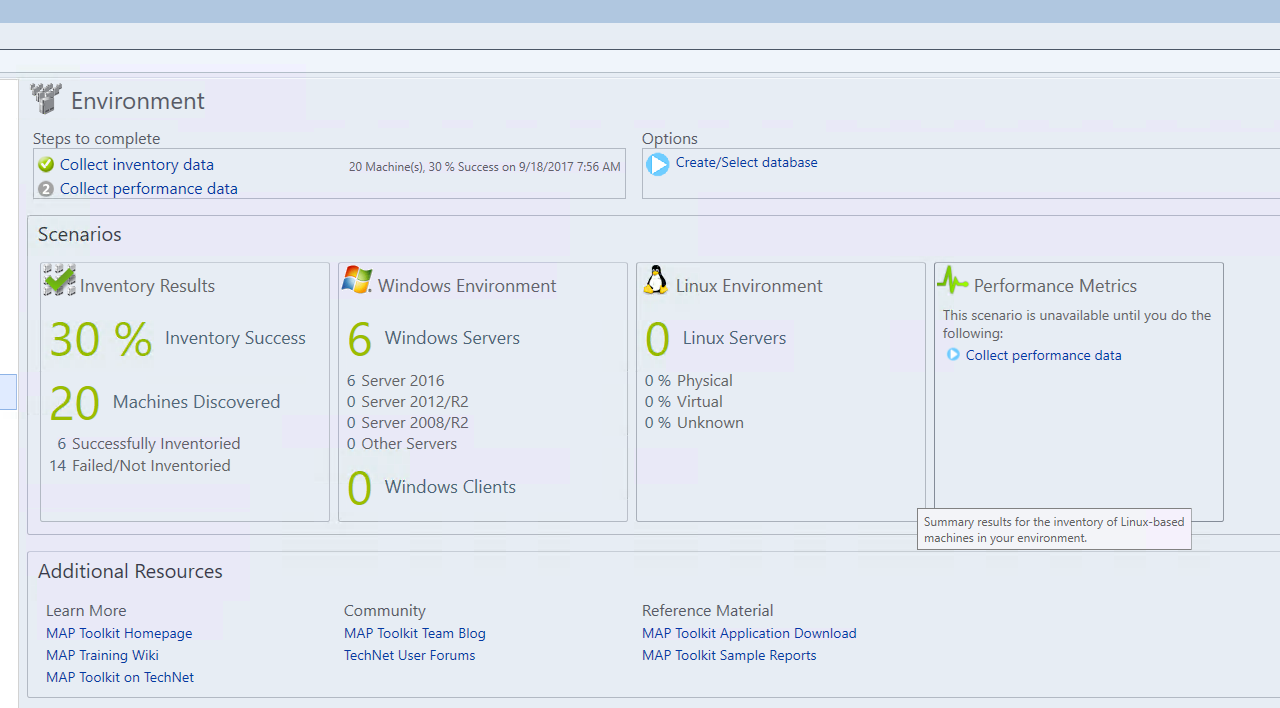 Environment
Steps to complete
Collect inventory data
20 Machine(s), 30 % Success on 9/18/2017 7:56 AM
2 Collect performance data
Options
Create/Select database
Scenarios
Inventory Results
30 % Inventory Success
20 Machines Discovered
6 Successfully Inventoried
14 Failed/Not Inventoried
Windows Environment
6 Windows Servers
6 Server 2016
0 Server 2012/R2
0 Server 2008/R2
0 Other Servers
0 Windows Clients
Linux Environment
0 Linux Servers
0 % Physical
0 % Virtual
0 % Unknown
Performance Metrics
This scenario is unavailable until you do the
following:
Collect performance data
Summary results for the inventory of Linux-based
machines in your environment.
Additional Resources
Learn More
MAP Toolkit Homepage
MAP Training Wiki
MAP Toolkit on TechNet
Community
MAP Toolkit Team Blog
TechNet User Forums
Reference Material
MAP Toolkit Application Download
MAP Toolkit Sample Reports